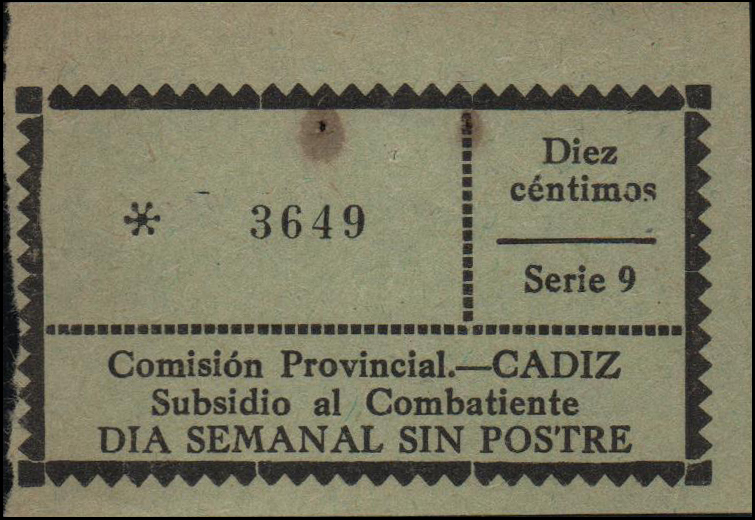 * 3649
Diez
céntimos
Serie 9
Comisión Provincial.—CADIZ
Subsidio al Combatiente
DIA SEMANAL SIN POSTRE